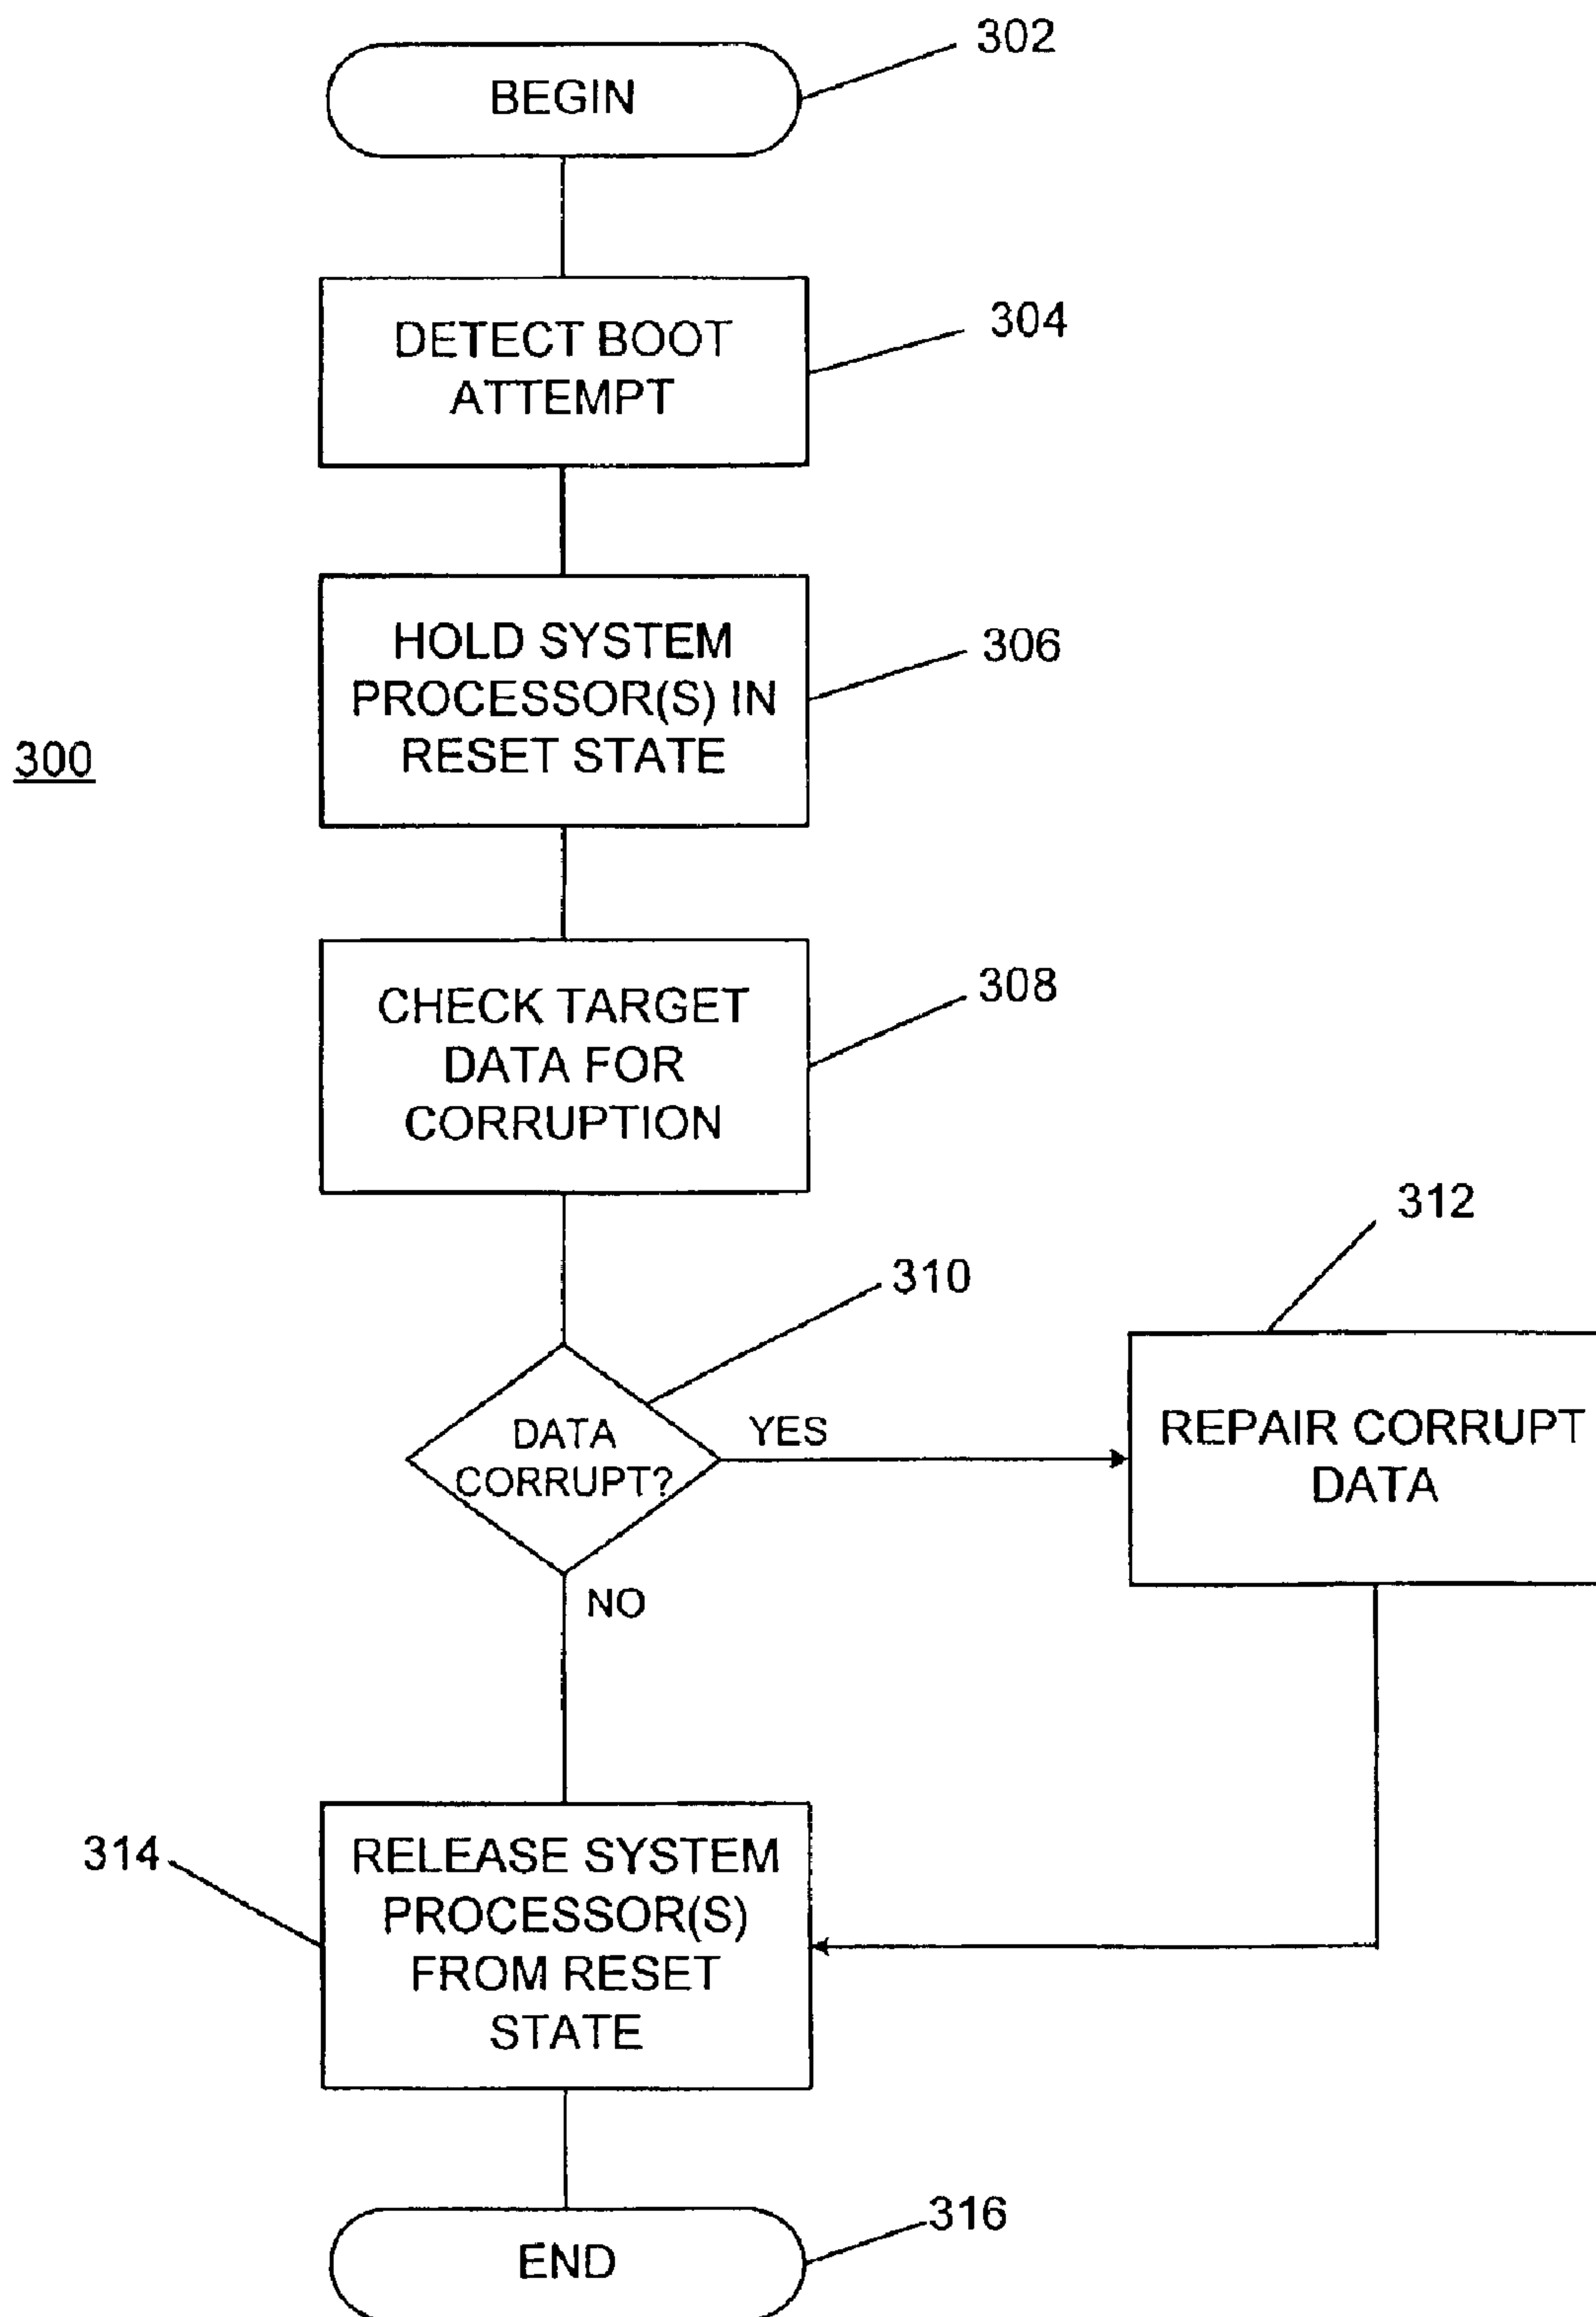 302
BEGIN
304
DETECT BOOT
ATTEMPT
306
HOLD SYSTEM
PROCESSOR(S) IN
RESET STATE
300
308
CHECK TARGET
DATA FOR
CORRUPTION
312
310
DATA
CORRUPT?
YES
REPAIR CORRUPT
DATA
NO
314
RELEASE SYSTEM
PROCESSOR(S)
FROM RESET
STATE
316
END